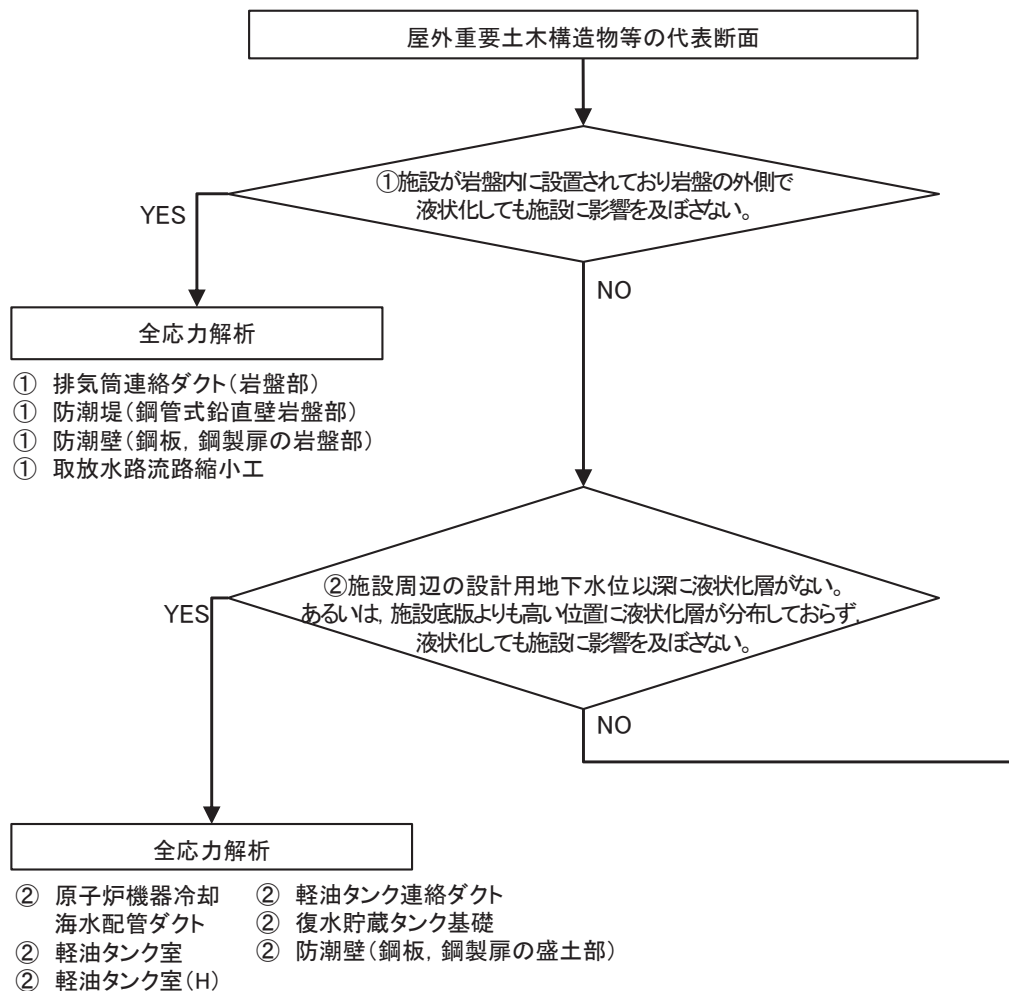 屋外重要土木構造物等の代表断面
①施設が岩盤内に設置されており岩盤の外側で
液状化しても施設に影響を及ぼさない。
YES
NO
全応力解析
① 排気筒連絡ダクト（岩盤部）
① 防潮堤（鋼管式鉛直壁岩盤部）
① 防潮壁（鋼板，鋼製扉の岩盤部）
① 取放水路流路縮小工
②施設周辺の設計用地下水位以深に液状化層がない。
あるいは，施設底版よりも高い位置に液状化層が分布しておらず，
液状化しても施設に影響を及ぼさない。
YES
NO
全応力解析
② 原子炉機器冷却
海水配管ダクト
② 軽油タンク室
② 軽油タンク室（H）
② 軽油タンク連絡ダクト
② 復水貯蔵タンク基礎
② 防潮壁（鋼板，鋼製扉の盛土部）